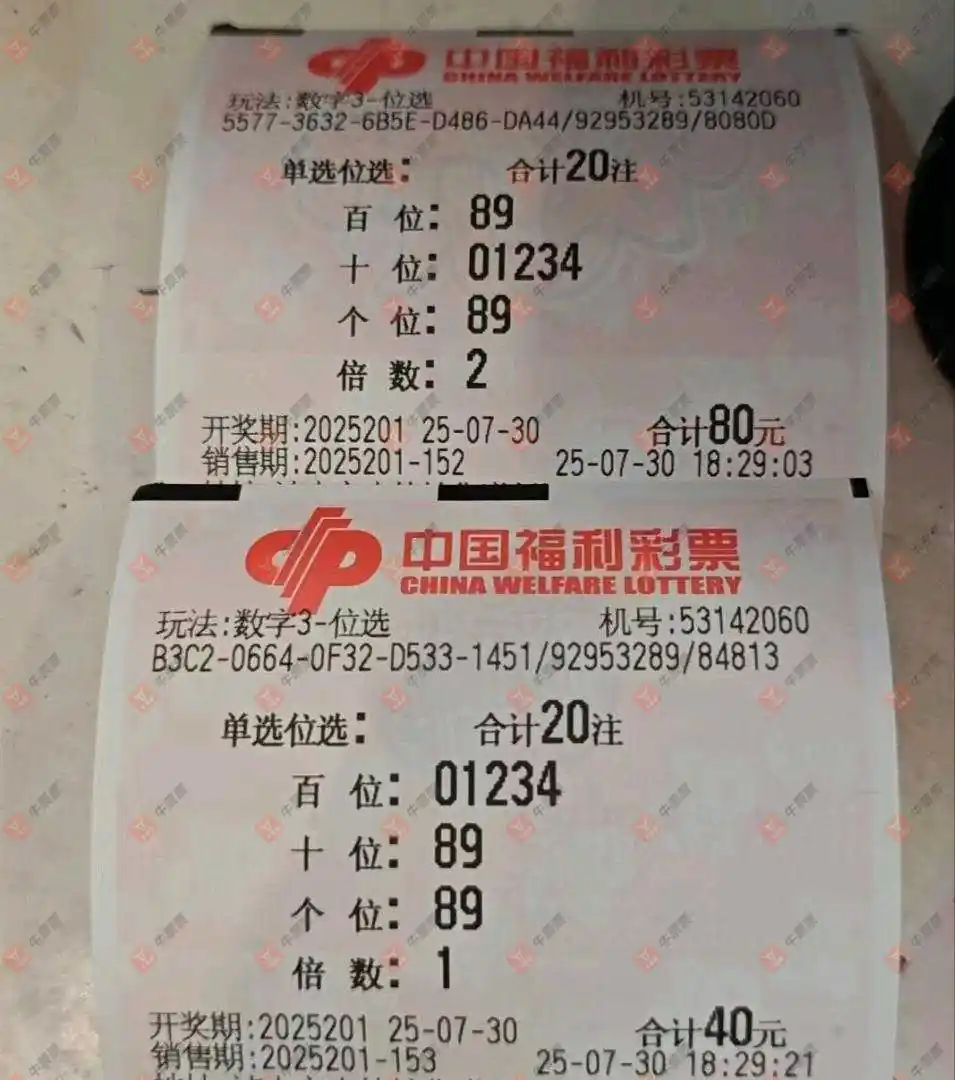 中国福利彩票
CHINA WELFARE LOTTERY
玩法:数字3-位选 机号:53142060
5577-3632-6B5E-D486-DA44/92953289/8080D
单选位选: 合计20注
百 位: 89
十 位: 01234
个 位: 89
倍 数: 2
开奖期:2025201 25-07-30 合计80元
销售期:2025201-152 25-07-30 18:29:03
中国福利彩票
CHINA WELFARE LOTTERY
玩法:数字3-位选 机号:53142060
B3C2-0664-0F32-D533-1451/92953289/84813
单选位选: 合计20注
百 位: 01234
十 位: 89
个 位: 89
倍 数: 1
开奖期:2025201 25-07-30 合计40元
销售期:2025201-153 25-07-30 18:29:21